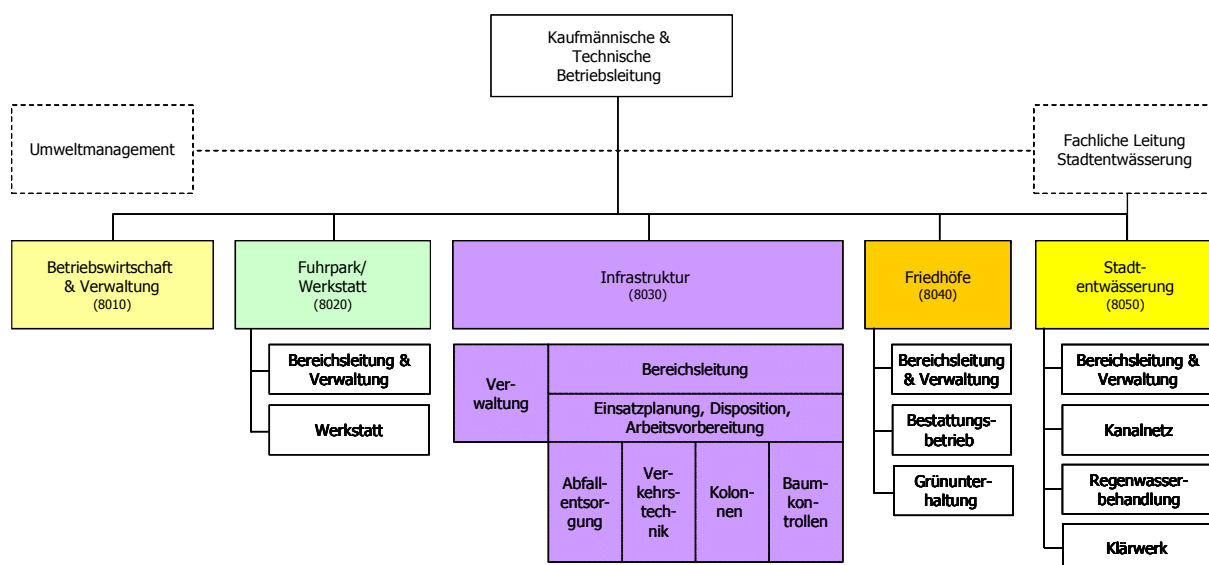 Kaufmännische &
Technische
Betriebsleitung
Umweltmanagement
Fachliche Leitung
Stadtentwässerung
Betriebswirtschaft
& Verwaltung
(8010)
Fuhrpark/
Werkstatt
(8020)
Infrastruktur
(8030)
Friedhöfe
(8040)
Stadt-
entwässerung
(8050)
Bereichsleitung &
Verwaltung
Werkstatt
Ver-
waltung
Bereichsleitung
Einsatzplanung, Disposition,
Arbeitsvorbereitung
Abfall-
entsor-
gung
Ver-
kehrs-
tech-
nik
Kolon-
nen
Baum-
kon-
trollen
Bereichsleitung
& Verwaltung
Bestattungs-
betrieb
Grünunter-
haltung
Bereichsleitung &
Verwaltung
Kanalnetz
Regenwasser-
behandlung
Klärwerk